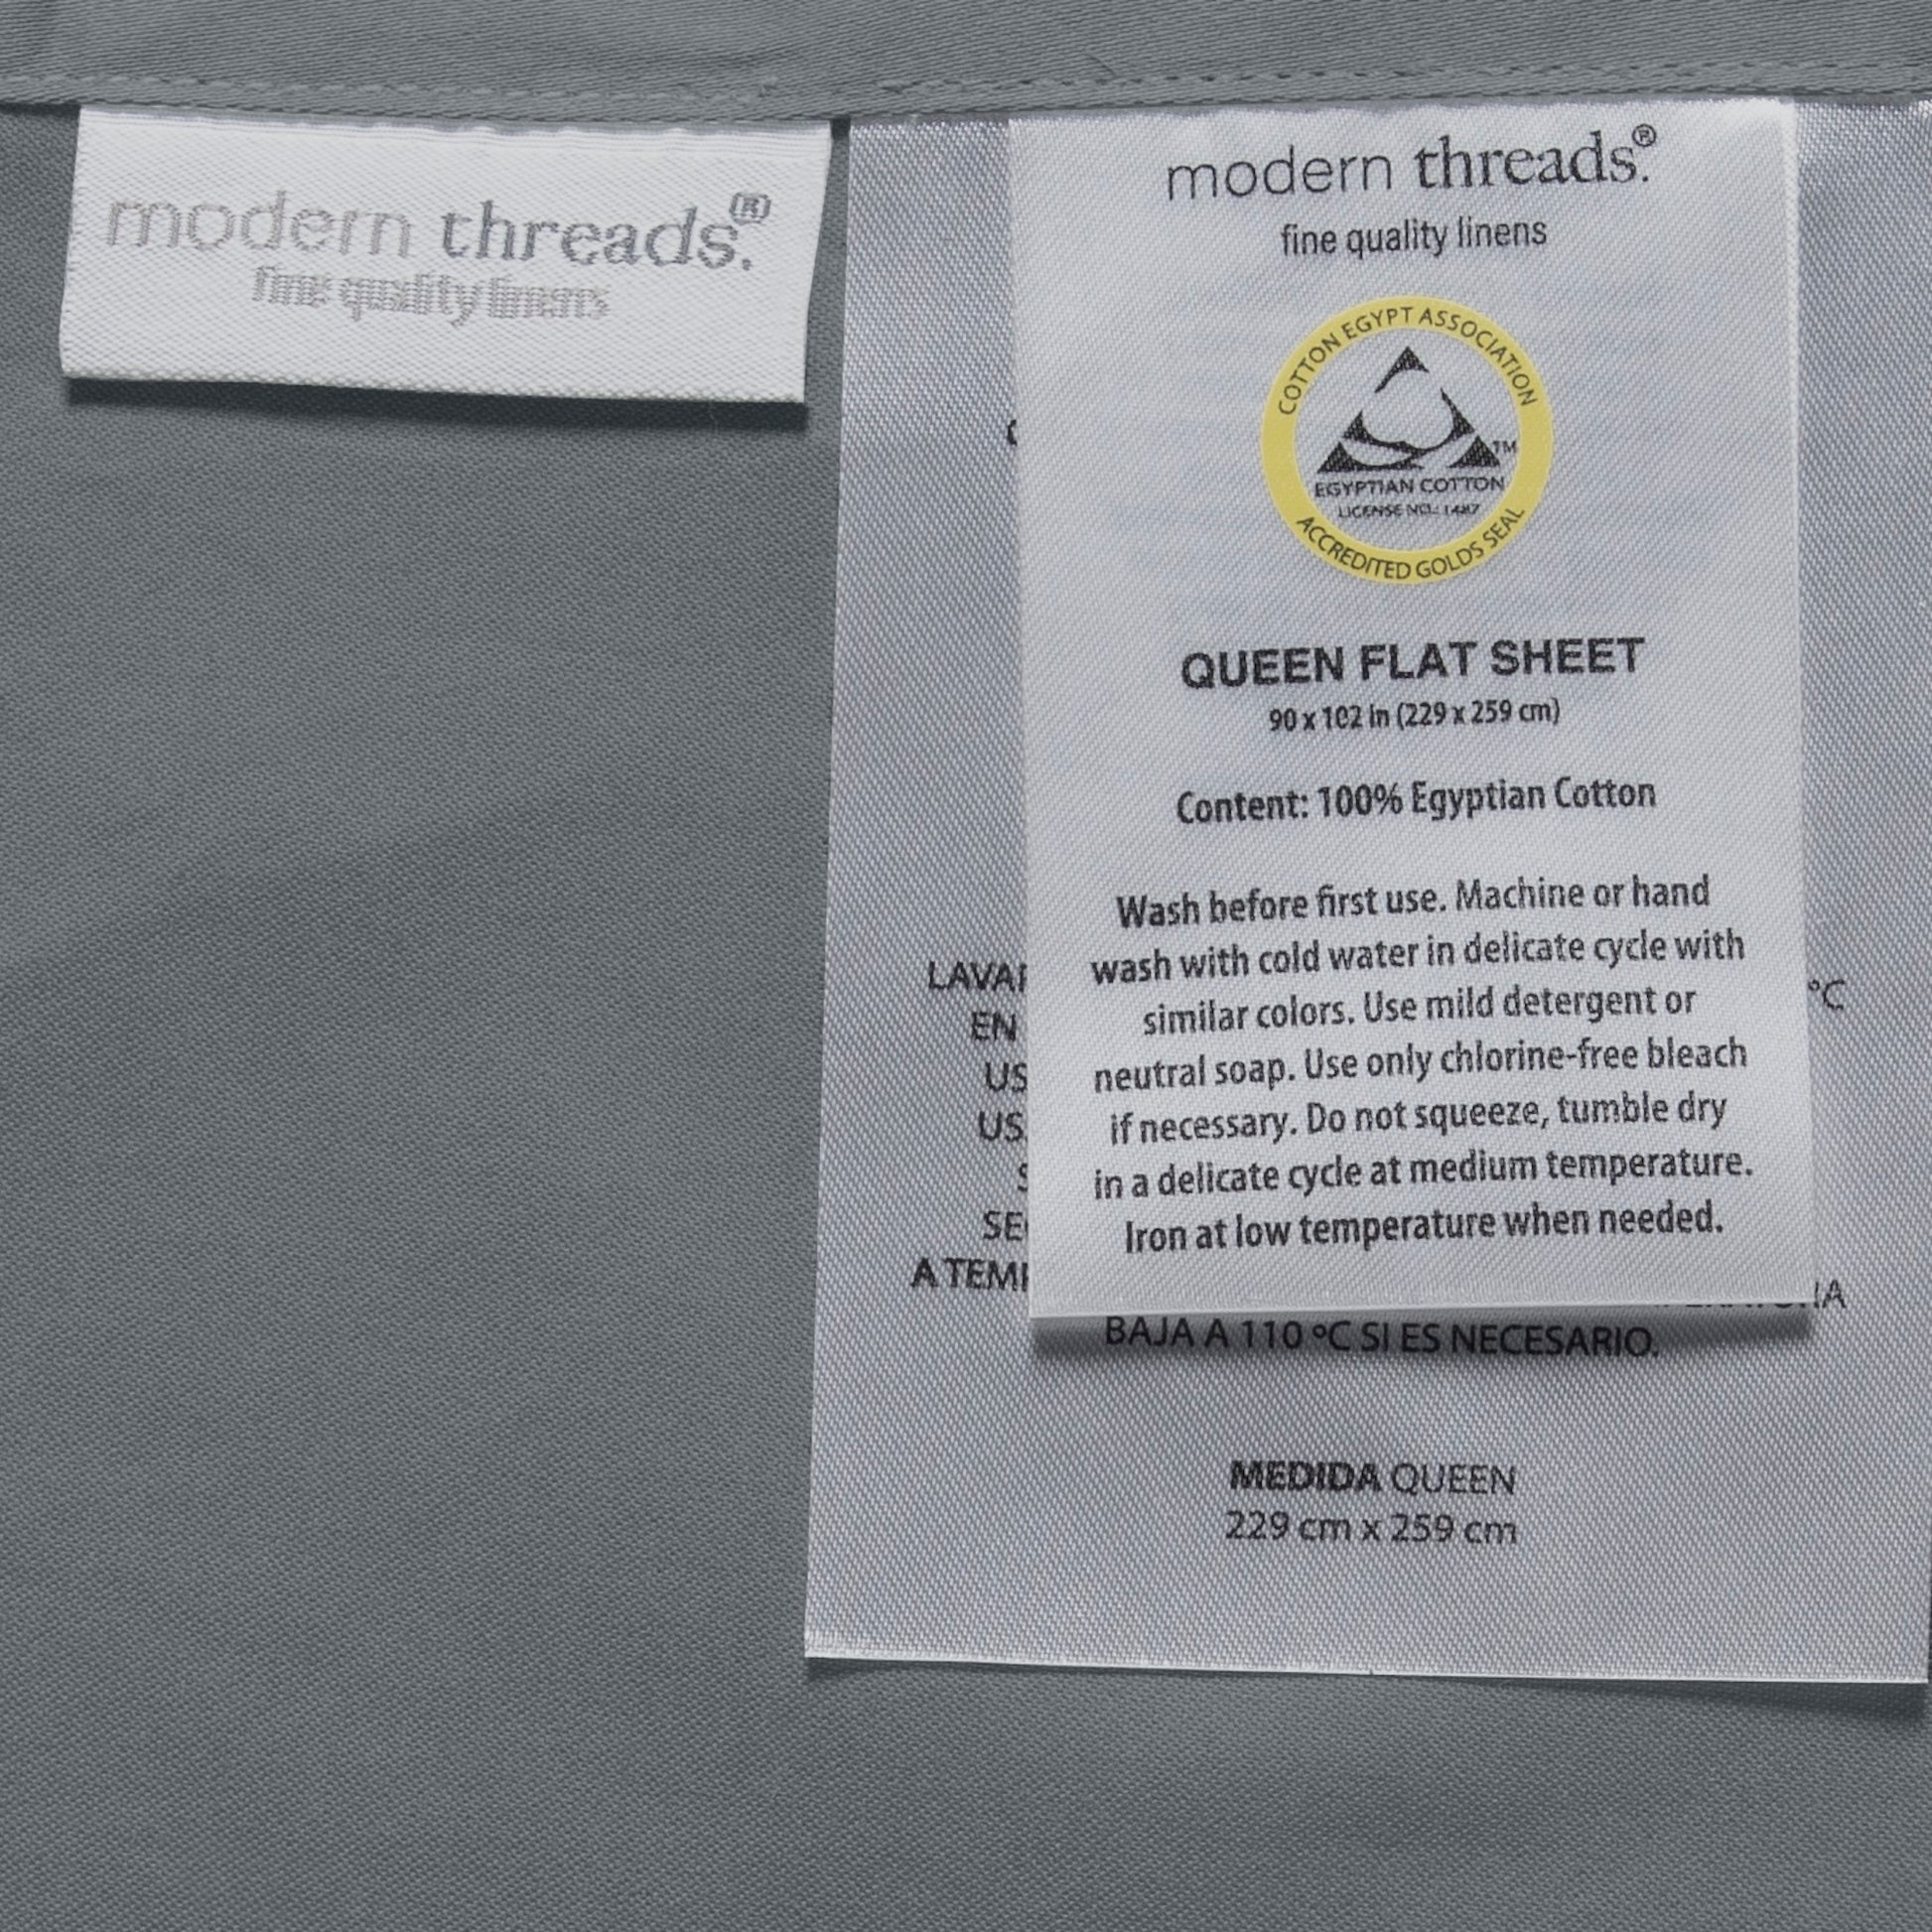 modern threads.®
fine quality linens
modern threads.®
fine quality linens
COTTON EGYPT ASSOCIATION
TM
EGYPTIAN COTTON
LICENSE NO.: 1487
ACCREDITED GOLDS SEAL
QUEEN FLAT SHEET
90 x 102 in (229 x 259 cm)
Content: 100% Egyptian Cotton
Wash before first use. Machine or hand
wash with cold water in delicate cycle with
similar colors. Use mild detergent or
neutral soap. Use only chlorine-free bleach
if necessary. Do not squeeze, tumble dry
in a delicate cycle at medium temperature.
Iron at low temperature when needed.
°C
EN
US
A
BAJA A 110 ºC SI ES NECESARIO.
MEDIDA QUEEN
229 cm x 259 cm